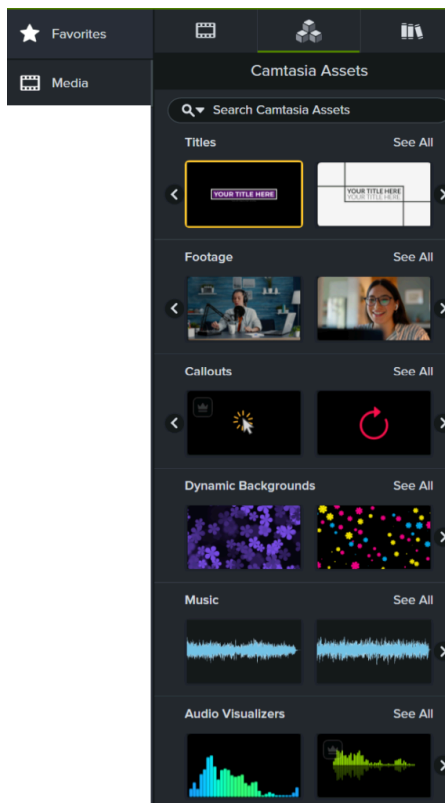 Favorites
Media
Camtasia Assets
Search Camtasia Assets
Titles See All
YOUR TITLE HERE
YOUR TITLE HERE
YOUR TITLE HERE
Footage See All
Callouts See All
Dynamic Backgrounds See All
Music See All
Audio Visualizers See All